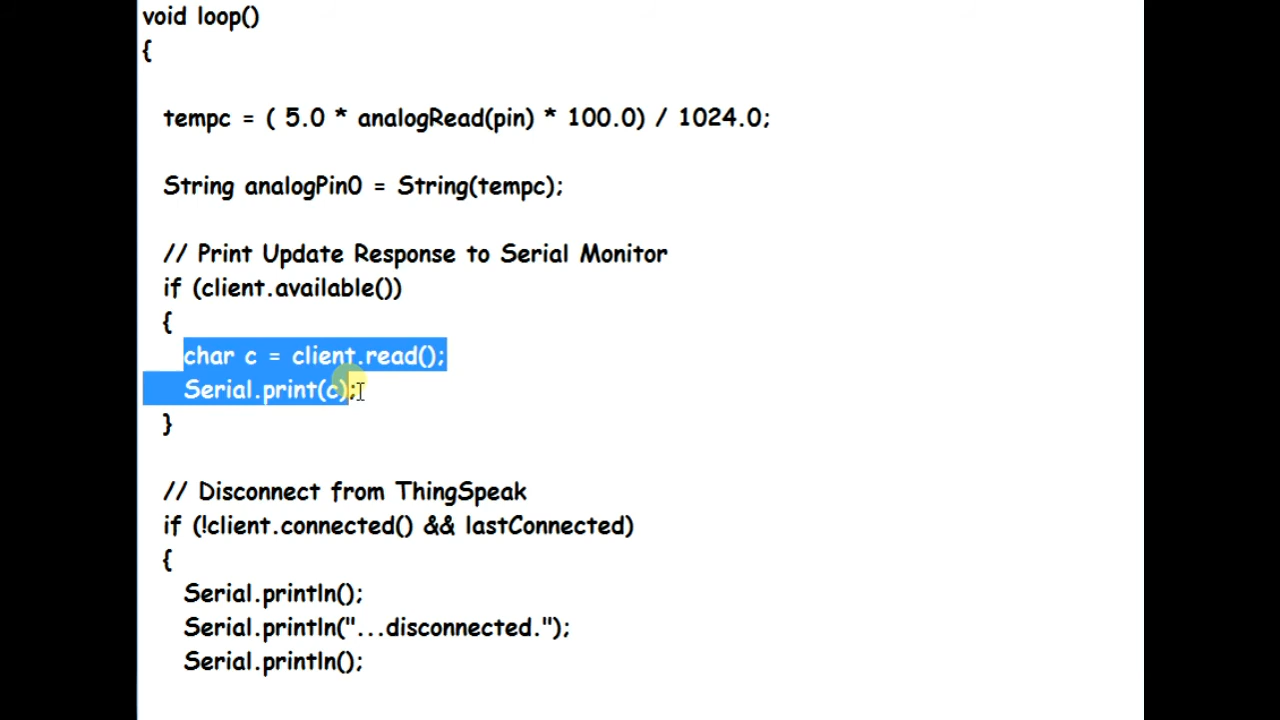 void loop()
{
tempc = ( 5.0 * analogRead(pin) * 100.0) / 1024.0;
String analogPin0 = String(tempc);
// Print Update Response to Serial Monitor
if (client.available())
{
char c = client.read();
Serial.print(c);
}
// Disconnect from ThingSpeak
if (!client.connected() && lastConnected)
{
Serial.println();
Serial.println("...disconnected.");
Serial.println();